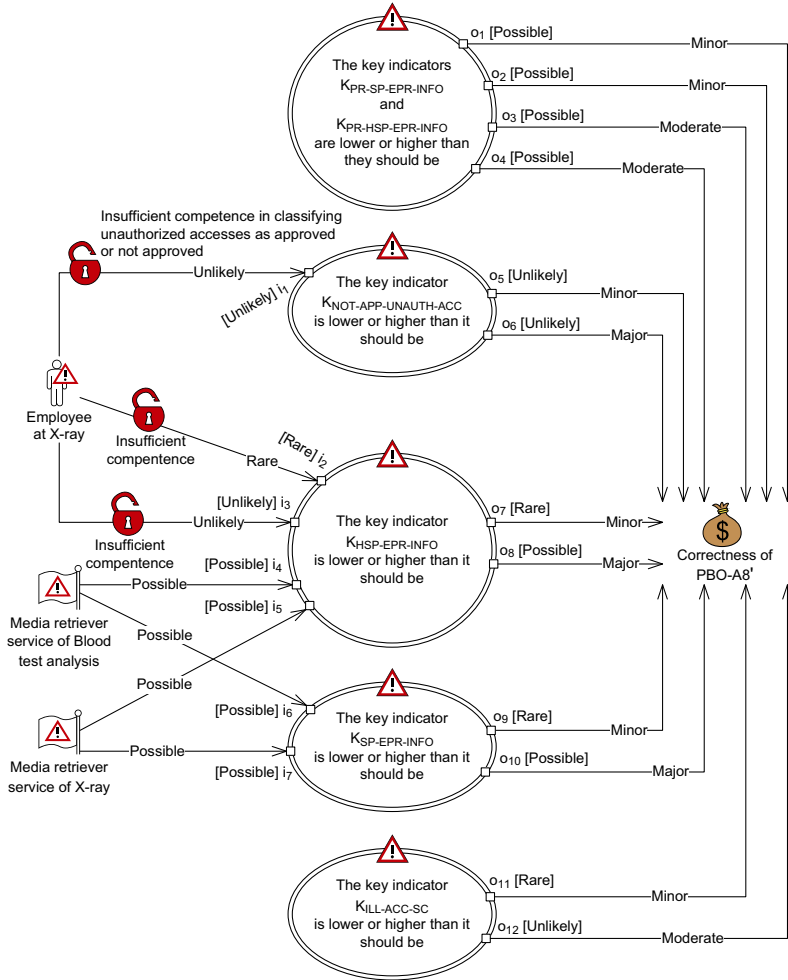 The key indicators
K_PR-SP-EPR-INFO
and
K_PR-HSP-EPR-INFO
are lower or higher than
they should be
o1 [Possible]
Minor
o2 [Possible]
Minor
o3 [Possible]
Moderate
o4 [Possible]
Moderate
Insufficient competence in classifying
unauthorized accesses as approved
or not approved
Unlikely
[Unlikely] i1
The key indicator
K_NOT-APP-UNAUTH-ACC
is lower or higher than it
should be
o5 [Unlikely]
Minor
o6 [Unlikely]
Major
Employee
at X-ray
Insufficient
compentence
Rare
[Rare] i2
[Unlikely] i3
Unlikely
Insufficient
compentence
[Possible] i4
Possible
[Possible] i5
The key indicator
K_HSP-EPR-INFO
is lower or higher than it
should be
o7 [Rare]
Minor
o8 [Possible]
Major
$
Correctness of
PBO-A8'
Media retriever
service of Blood
test analysis
Possible
Possible
[Possible] i6
Possible
[Possible] i7
Media retriever
service of X-ray
The key indicator
K_SP-EPR-INFO
is lower or higher than it
should be
o9 [Rare]
Minor
o10 [Possible]
Major
The key indicator
K_ILL-ACC-SC
is lower or higher than it
should be
o11 [Rare]
Minor
o12 [Unlikely]
Moderate